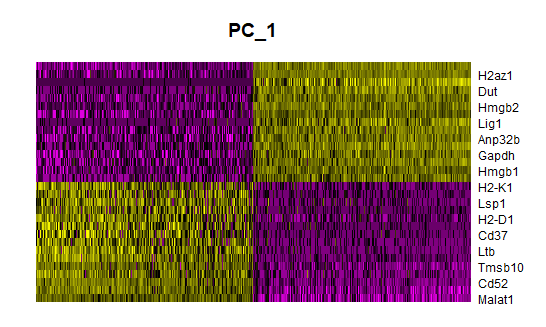 PC_1
H2az1
Dut
Hmgb2
Lig1
Anp32b
Gapdh
Hmgb1
H2-K1
Lsp1
H2-D1
Cd37
Ltb
Tmsb10
Cd52
Malat1